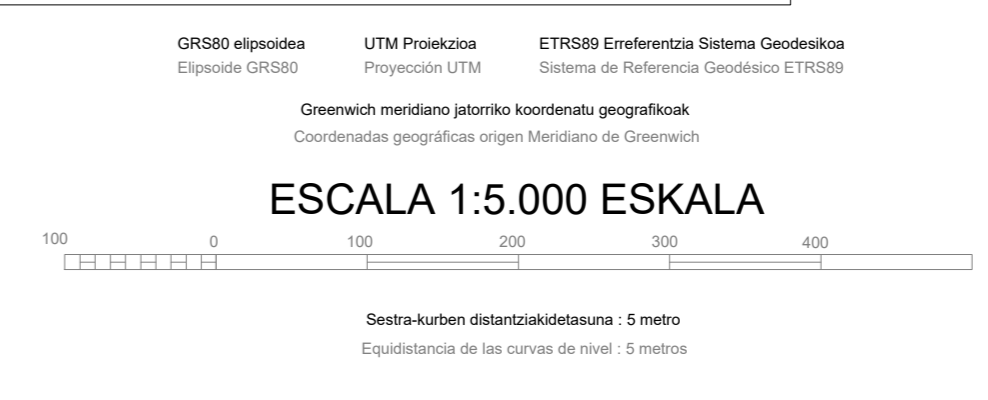 GRS80 elipsoidea UTM Proiekzioa ETRS89 Erreferentzia Sistema Geodesikoa
Elipsoide GRS80 Proyección UTM Sistema de Referencia Geodésico ETRS89
Greenwich meridiano jatorriko koordenatu geografikoak
Coordenadas geográficas origen Meridiano de Greenwich
ESCALA 1:5.000 ESKALA
100 0 100 200 300 400
Sestra-kurben distantziakidetasuna : 5 metro
Equidistancia de las curvas de nivel : 5 metros